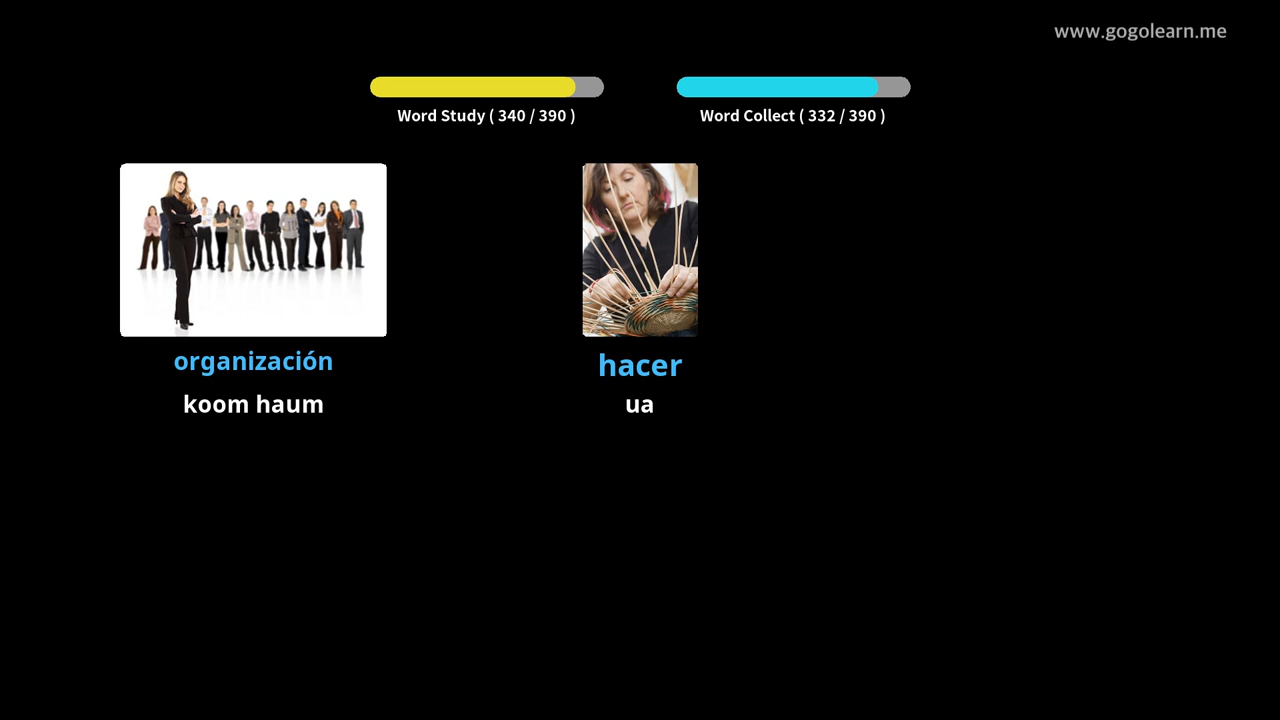 www.gogolearn.me
Word Study ( 340 / 390 )
Word Collect ( 332 / 390 )
organización
koom haum
hacer
ua